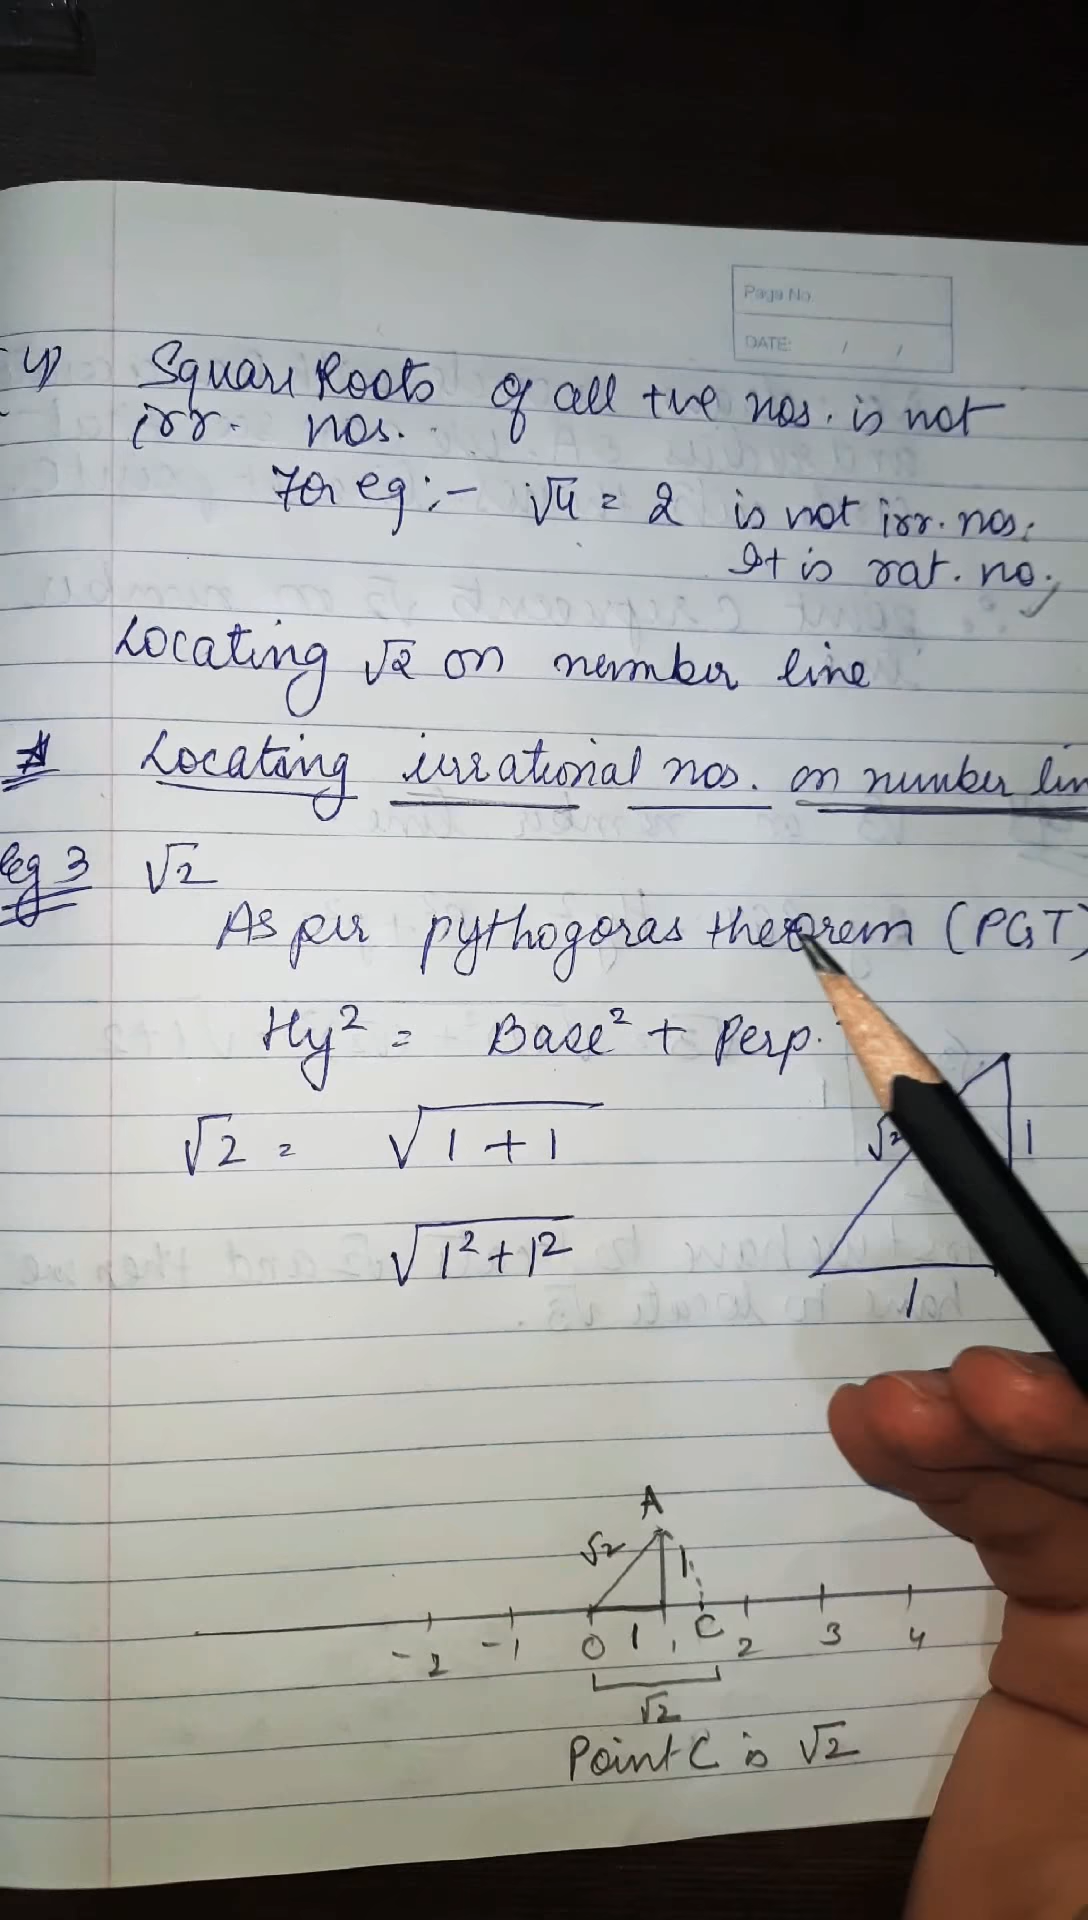 Page No
DATE: / /
4) Square Roots of all +ve nos. is not
irr. nos.
For eg:- √4 = 2 is not irr. nos.
It is rat. no.
Locating √2 on number line
Locating irrational nos. on number lin
eg 3 √2
As per pythogoras theorem (PGT)
Hy² = Base² + Perp.
√2 = √1+1
√1²+1²
√2 1
1
A
√2 1
-2 -1 0 1 1 C 2 3 4
√2
Point C is √2